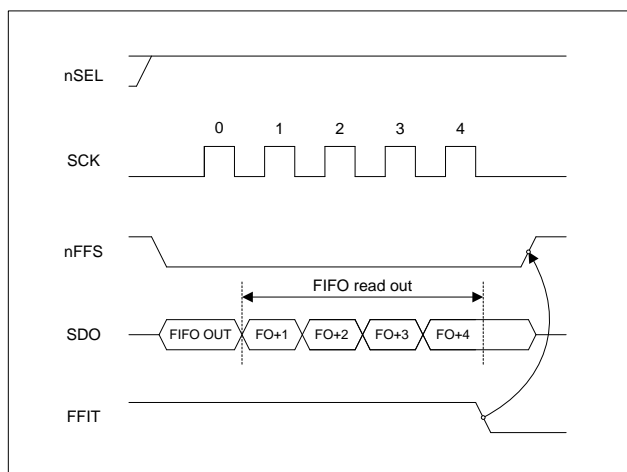 nSEL
0 1 2 3 4
SCK
nFFS
FIFO read out
SDO FIFO OUT FO+1 FO+2 FO+3 FO+4
FFIT